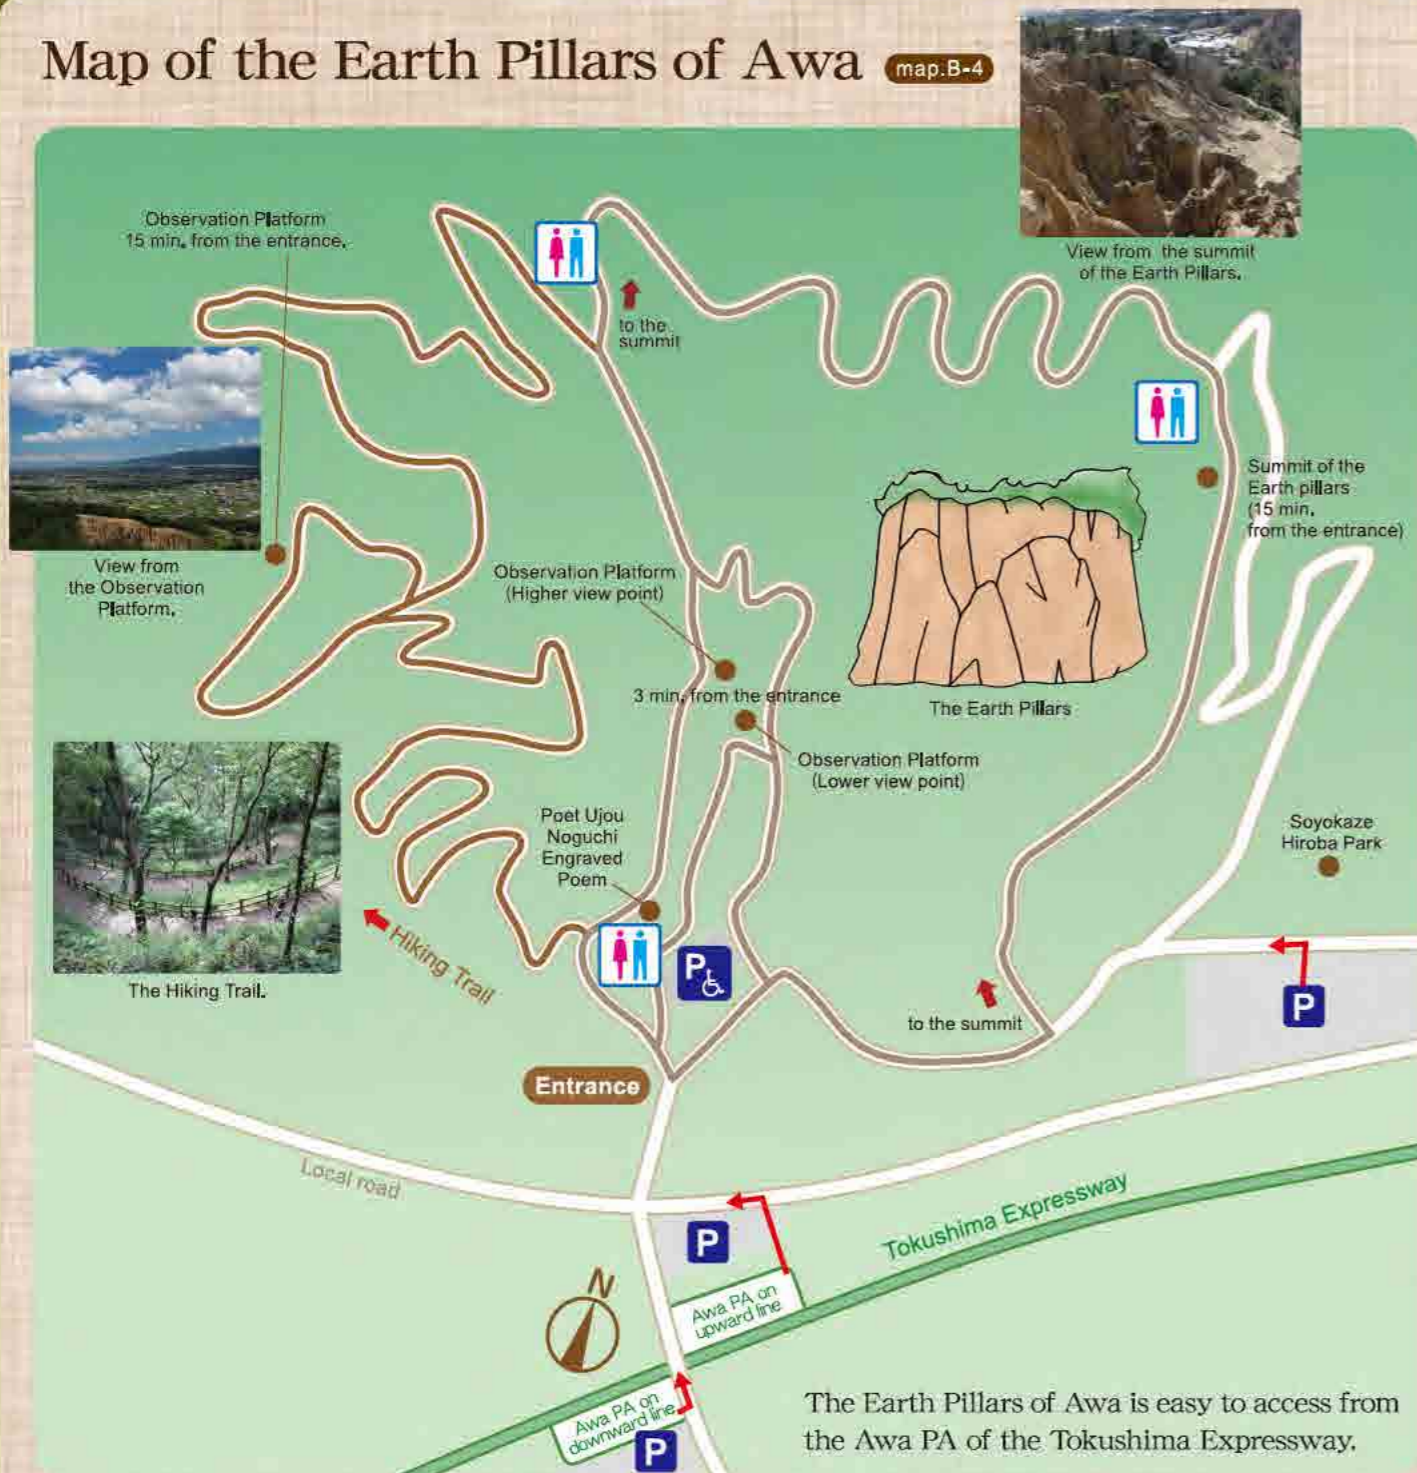 Map of the Earth Pillars of Awa map.B-4
View from the summit
of the Earth Pillars.
Observation Platform
15 min. from the entrance.
to the
summit
Summit of the
Earth pillars
(15 min.
from the entrance)
View from
the Observation
Platform.
Observation Platform
(Higher view point)
3 min. from the entrance
The Earth Pillars
Observation Platform
(Lower view point)
Poet Ujou
Noguchi
Engraved
Poem
Soyokaze
Hiroba Park
Hiking Trail
The Hiking Trail.
P
P
to the summit
Entrance
Local road
P
Tokushima Expressway
N
Awa PA on
upward line
Awa PA on
downward line
P
The Earth Pillars of Awa is easy to access from
the Awa PA of the Tokushima Expressway.